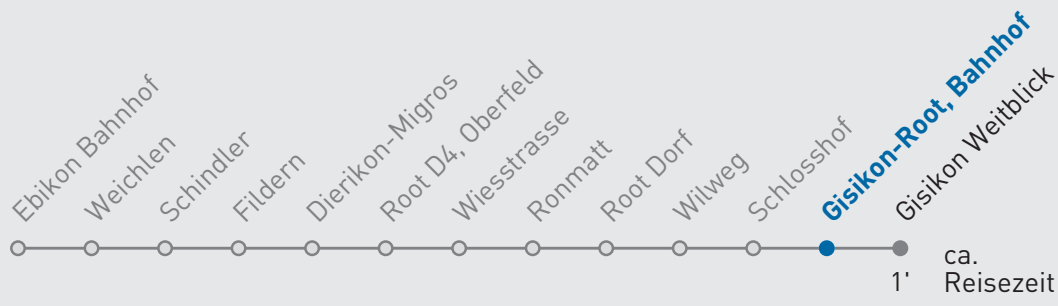 Ebikon Bahnhof
Weichlen
Schindler
Fildern
Dierikon-Migros
Root D4, Oberfeld
Wiesstrasse
Ronmatt
Root Dorf
Wilweg
Schlosshof
Gisikon-Root, Bahnhof
Gisikon Weitblick
ca.
1' Reisezeit